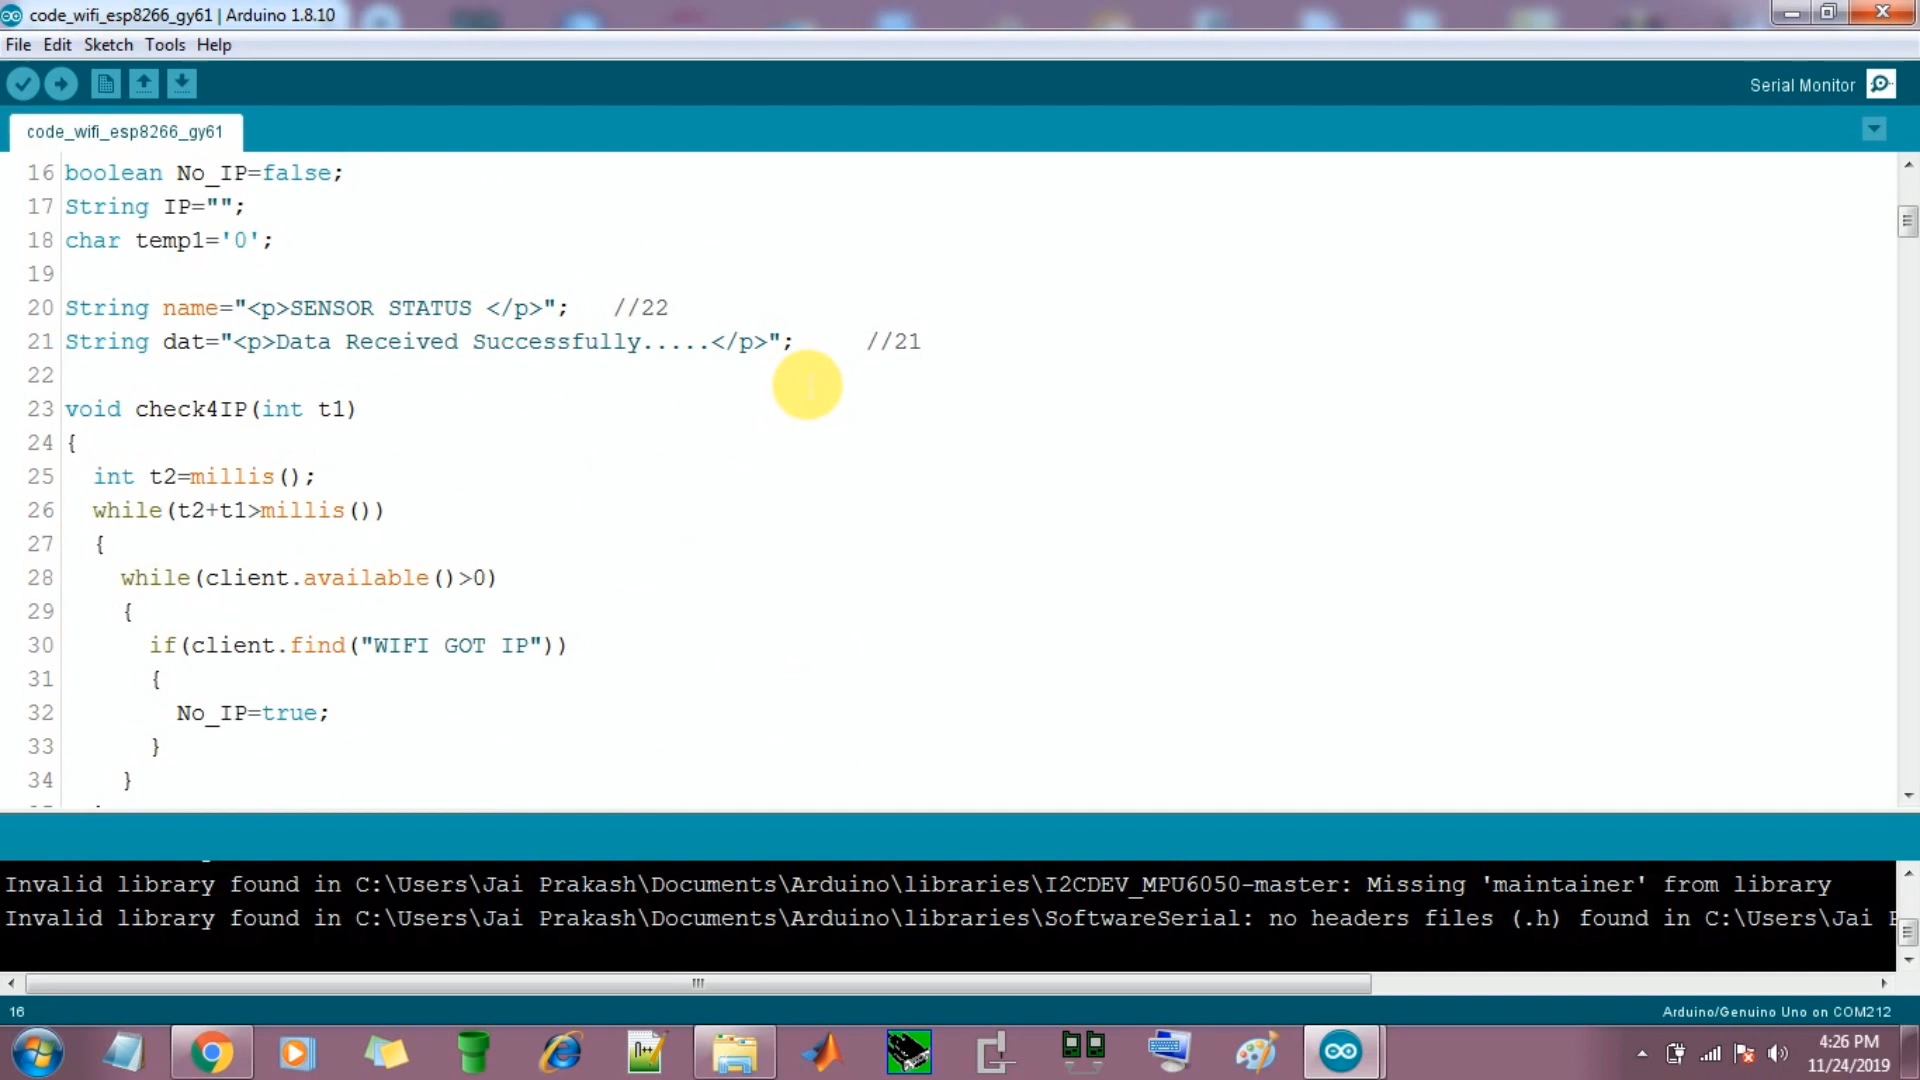 code_wifi_esp8266_gy61 | Arduino 1.8.10
File Edit Sketch Tools Help
Serial Monitor
code_wifi_esp8266_gy61
16 boolean No_IP=false;
17 String IP="";
18 char temp1='0';
19
20 String name="<p>SENSOR STATUS </p>"; //22
21 String dat="<p>Data Received Successfully.....</p>"; //21
22
23 void check4IP(int t1)
24 {
25 int t2=millis();
26 while(t2+t1>millis())
27 {
28 while(client.available()>0)
29 {
30 if(client.find("WIFI GOT IP"))
31 {
32 No_IP=true;
33 }
34 }
Invalid library found in C:\Users\Jai Prakash\Documents\Arduino\libraries\I2CDEV_MPU6050-master: Missing 'maintainer' from library
Invalid library found in C:\Users\Jai Prakash\Documents\Arduino\libraries\SoftwareSerial: no headers files (.h) found in C:\Users\Jai
16
Arduino/Genuino Uno on COM212
4:26 PM
11/24/2019